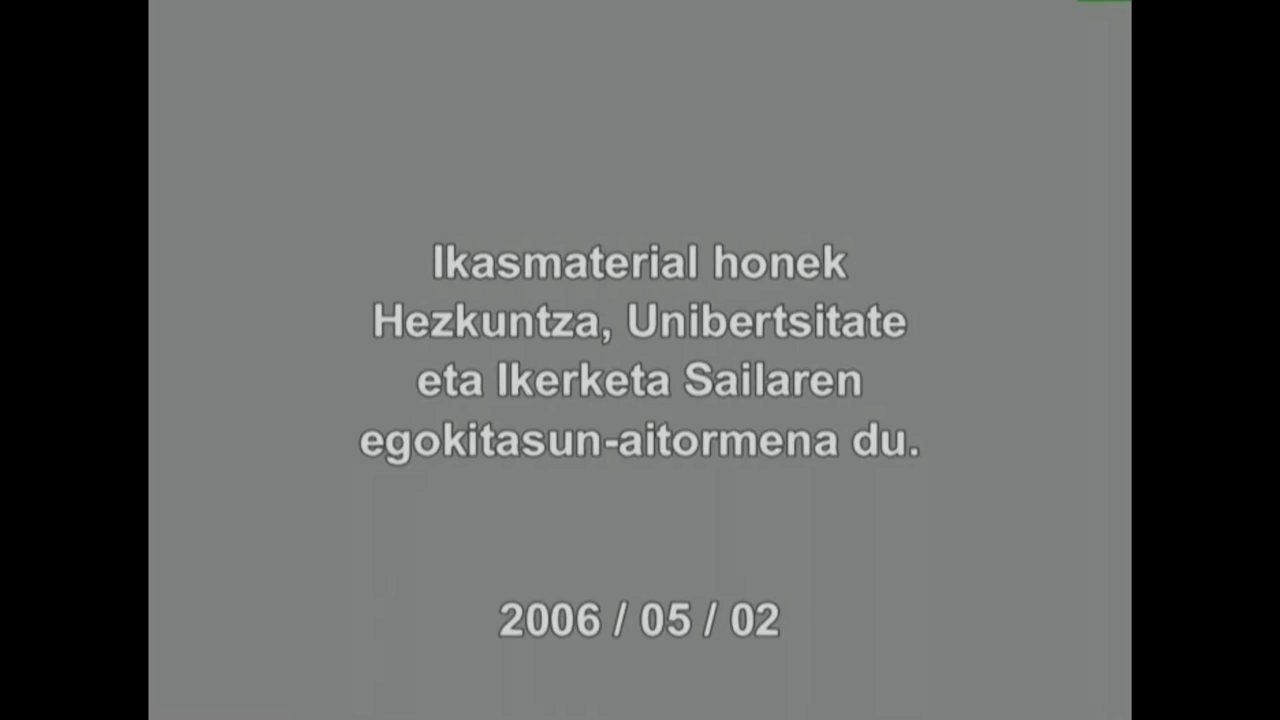 Ikasmaterial honek
Hezkuntza, Unibertsitate
eta Ikerketa Sailaren
egokitasun-aitormena du.
2006 / 05 / 02